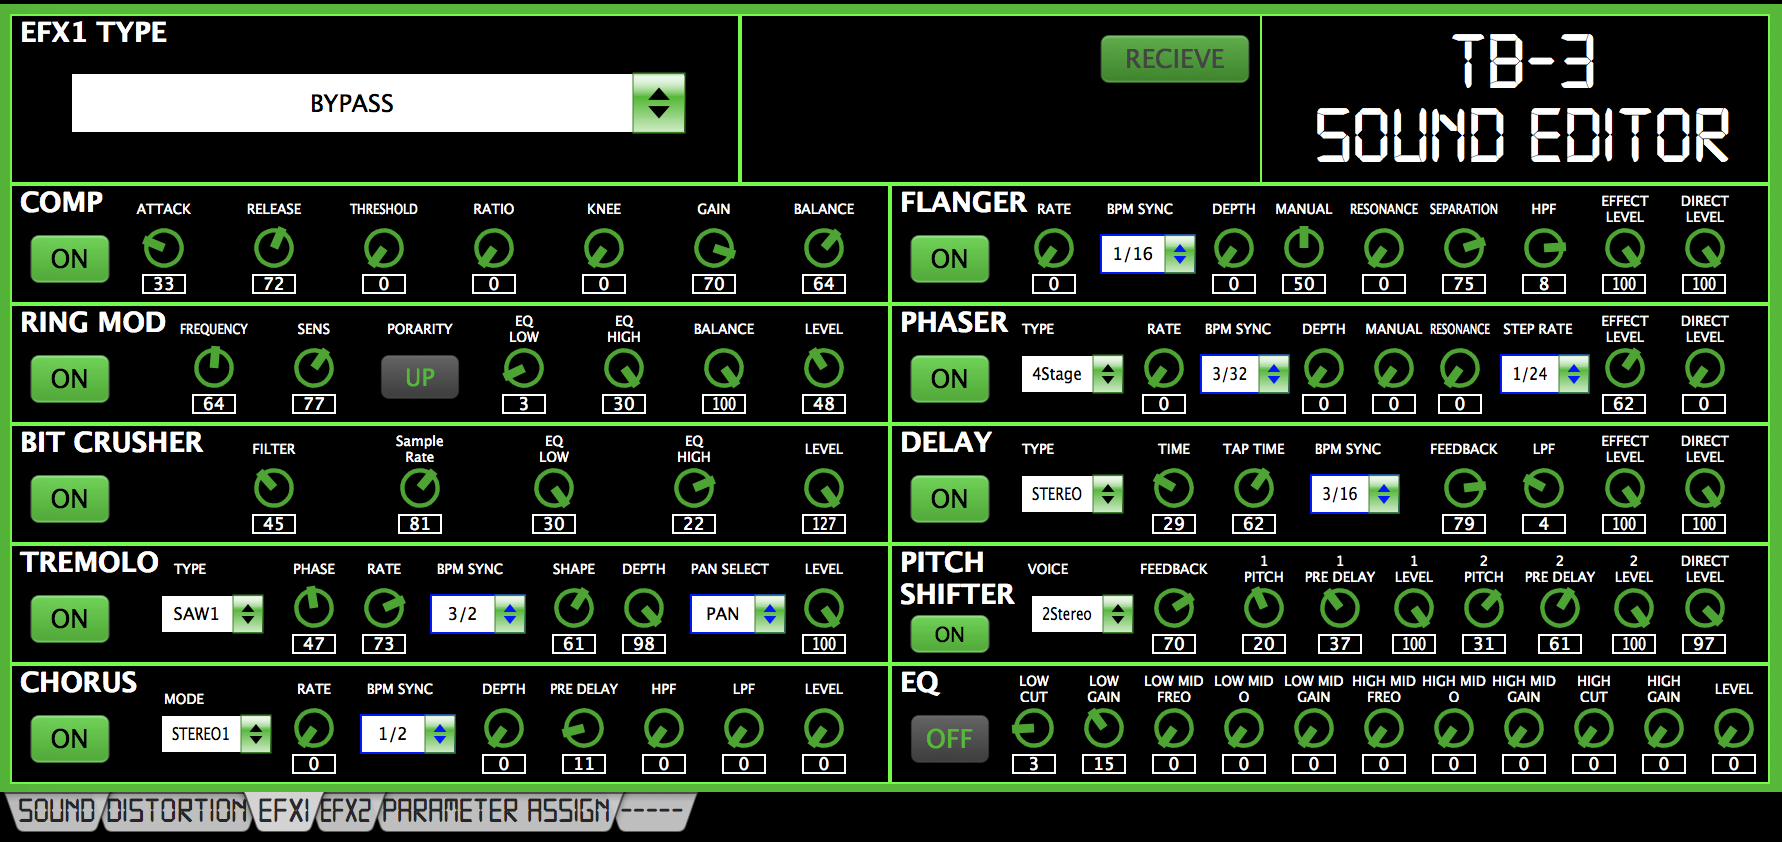 EFX1 TYPE
BYPASS
RECIEVE
TB-3
SOUND EDITOR
COMP
ATTACK RELEASE THRESHOLD RATIO KNEE GAIN BALANCE
ON
33 72 0 0 0 70 64
FLANGER
RATE BPM SYNC DEPTH MANUAL RESONANCE SEPARATION HPF EFFECT LEVEL DIRECT LEVEL
ON
1/16
0 0 50 0 75 8 100 100
RING MOD
FREQUENCY SENS PORARITY EQ LOW EQ HIGH BALANCE LEVEL
ON
UP
64 77 3 30 100 48
PHASER
TYPE RATE BPM SYNC DEPTH MANUAL RESONANCE STEP RATE EFFECT LEVEL DIRECT LEVEL
ON
4Stage 3/32 1/24
0 0 0 0 62 0
BIT CRUSHER
FILTER Sample Rate EQ LOW EQ HIGH LEVEL
ON
45 81 30 22 127
DELAY
TYPE TIME TAP TIME BPM SYNC FEEDBACK LPF EFFECT LEVEL DIRECT LEVEL
ON
STEREO 3/16
29 62 79 4 100 100
TREMOLO
TYPE PHASE RATE BPM SYNC SHAPE DEPTH PAN SELECT LEVEL
ON
SAW1 3/2 PAN
47 73 61 98 100
PITCH SHIFTER
VOICE FEEDBACK 1 PITCH 1 PRE DELAY 1 LEVEL 2 PITCH 2 PRE DELAY 2 LEVEL DIRECT LEVEL
ON
2Stereo
70 20 37 100 31 61 100 97
CHORUS
MODE RATE BPM SYNC DEPTH PRE DELAY HPF LPF LEVEL
ON
STEREO1 1/2
0 0 11 0 0 0
EQ
LOW CUT LOW GAIN LOW MID FREQ LOW MID Q LOW MID GAIN HIGH MID FREQ HIGH MID Q HIGH MID GAIN HIGH CUT HIGH GAIN LEVEL
OFF
3 15 0 0 0 0 0 0 0 0 0
SOUND DISTORTION EFX1 EFX2 PARAMETER ASSIGN -----